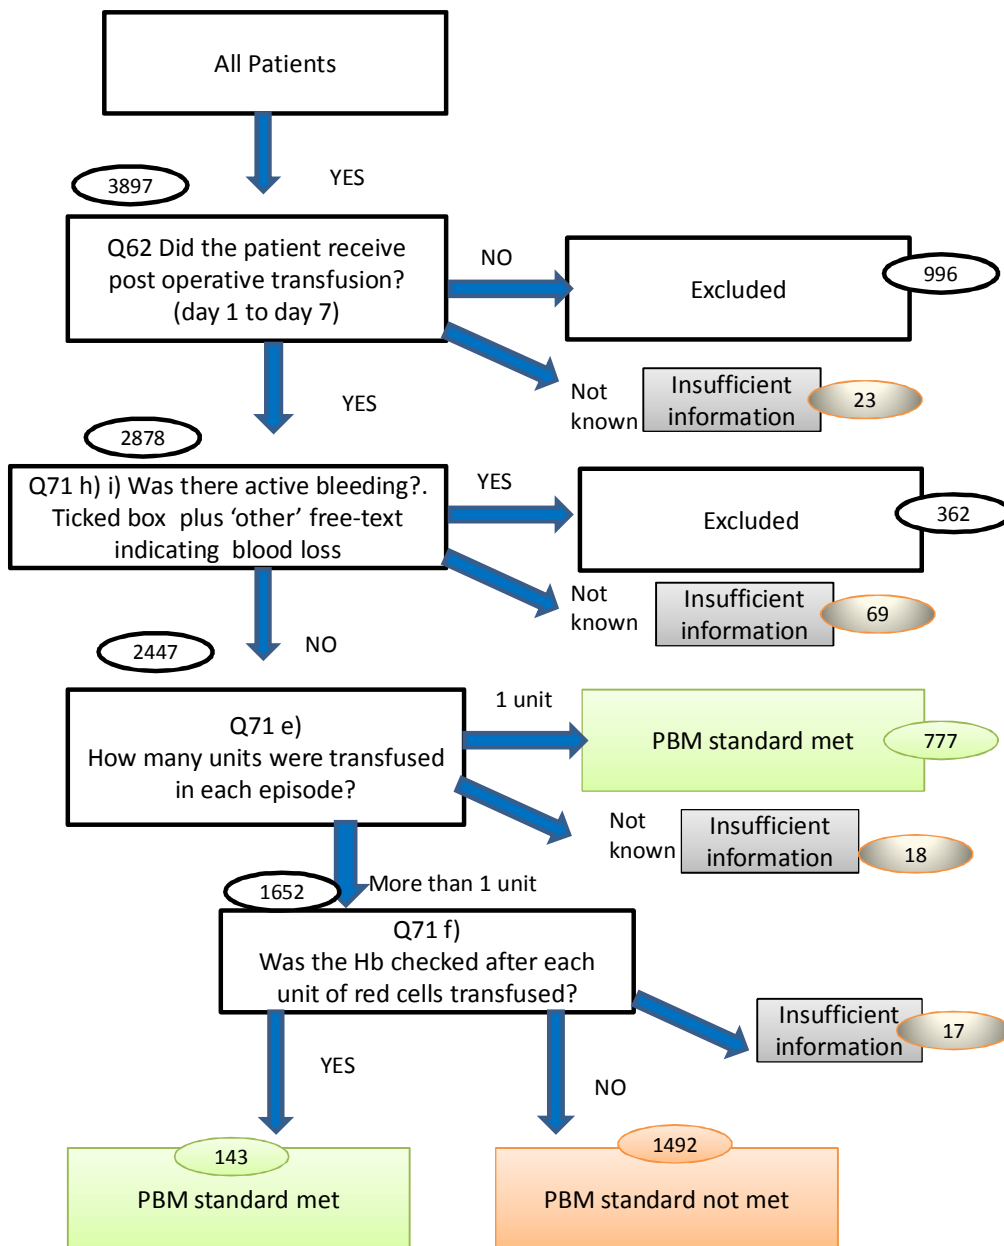 All Patients
YES
3897
Q62 Did the patient receive
post operative transfusion?
(day 1 to day 7)
NO
Excluded
996
Not
known
Insufficient
information
23
YES
2878
Q71 h) i) Was there active bleeding?.
Ticked box  plus ‘other’ free-text
indicating  blood loss
YES
Excluded
362
Not
known
Insufficient
information
69
NO
2447
Q71 e)
How many units were transfused
in each episode?
1 unit
PBM standard met
777
Not
known
Insufficient
information
18
More than 1 unit
1652
Q71 f)
Was the Hb checked after each
unit of red cells transfused?
Insufficient
information
17
YES
NO
143
PBM standard met
1492
PBM standard not met